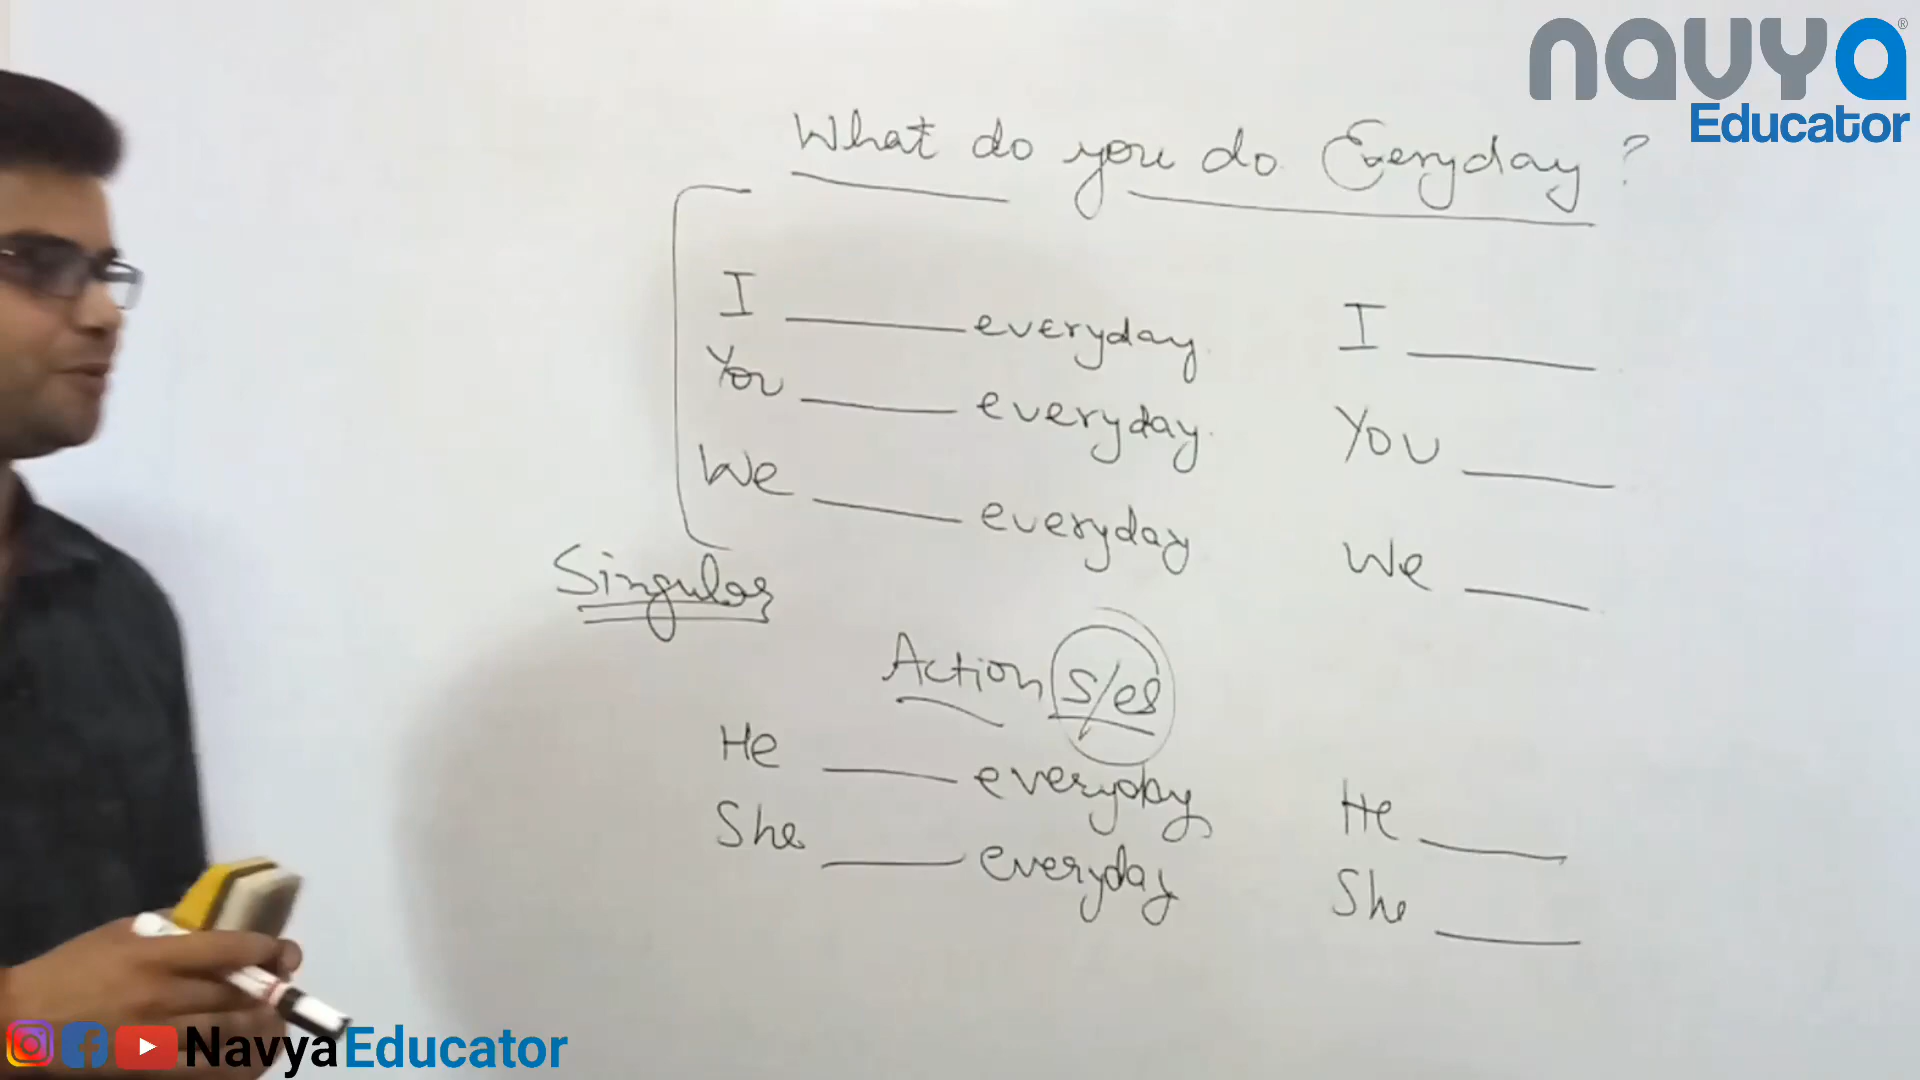 navya®
Educator
What do you do Everyday ?
I ______ everyday. I ______
You ______ everyday. You ______
We ______ everyday We ______
Singular
Action s/es
He ______ everyday He ______
She ______ everyday She ______
NavyaEducator